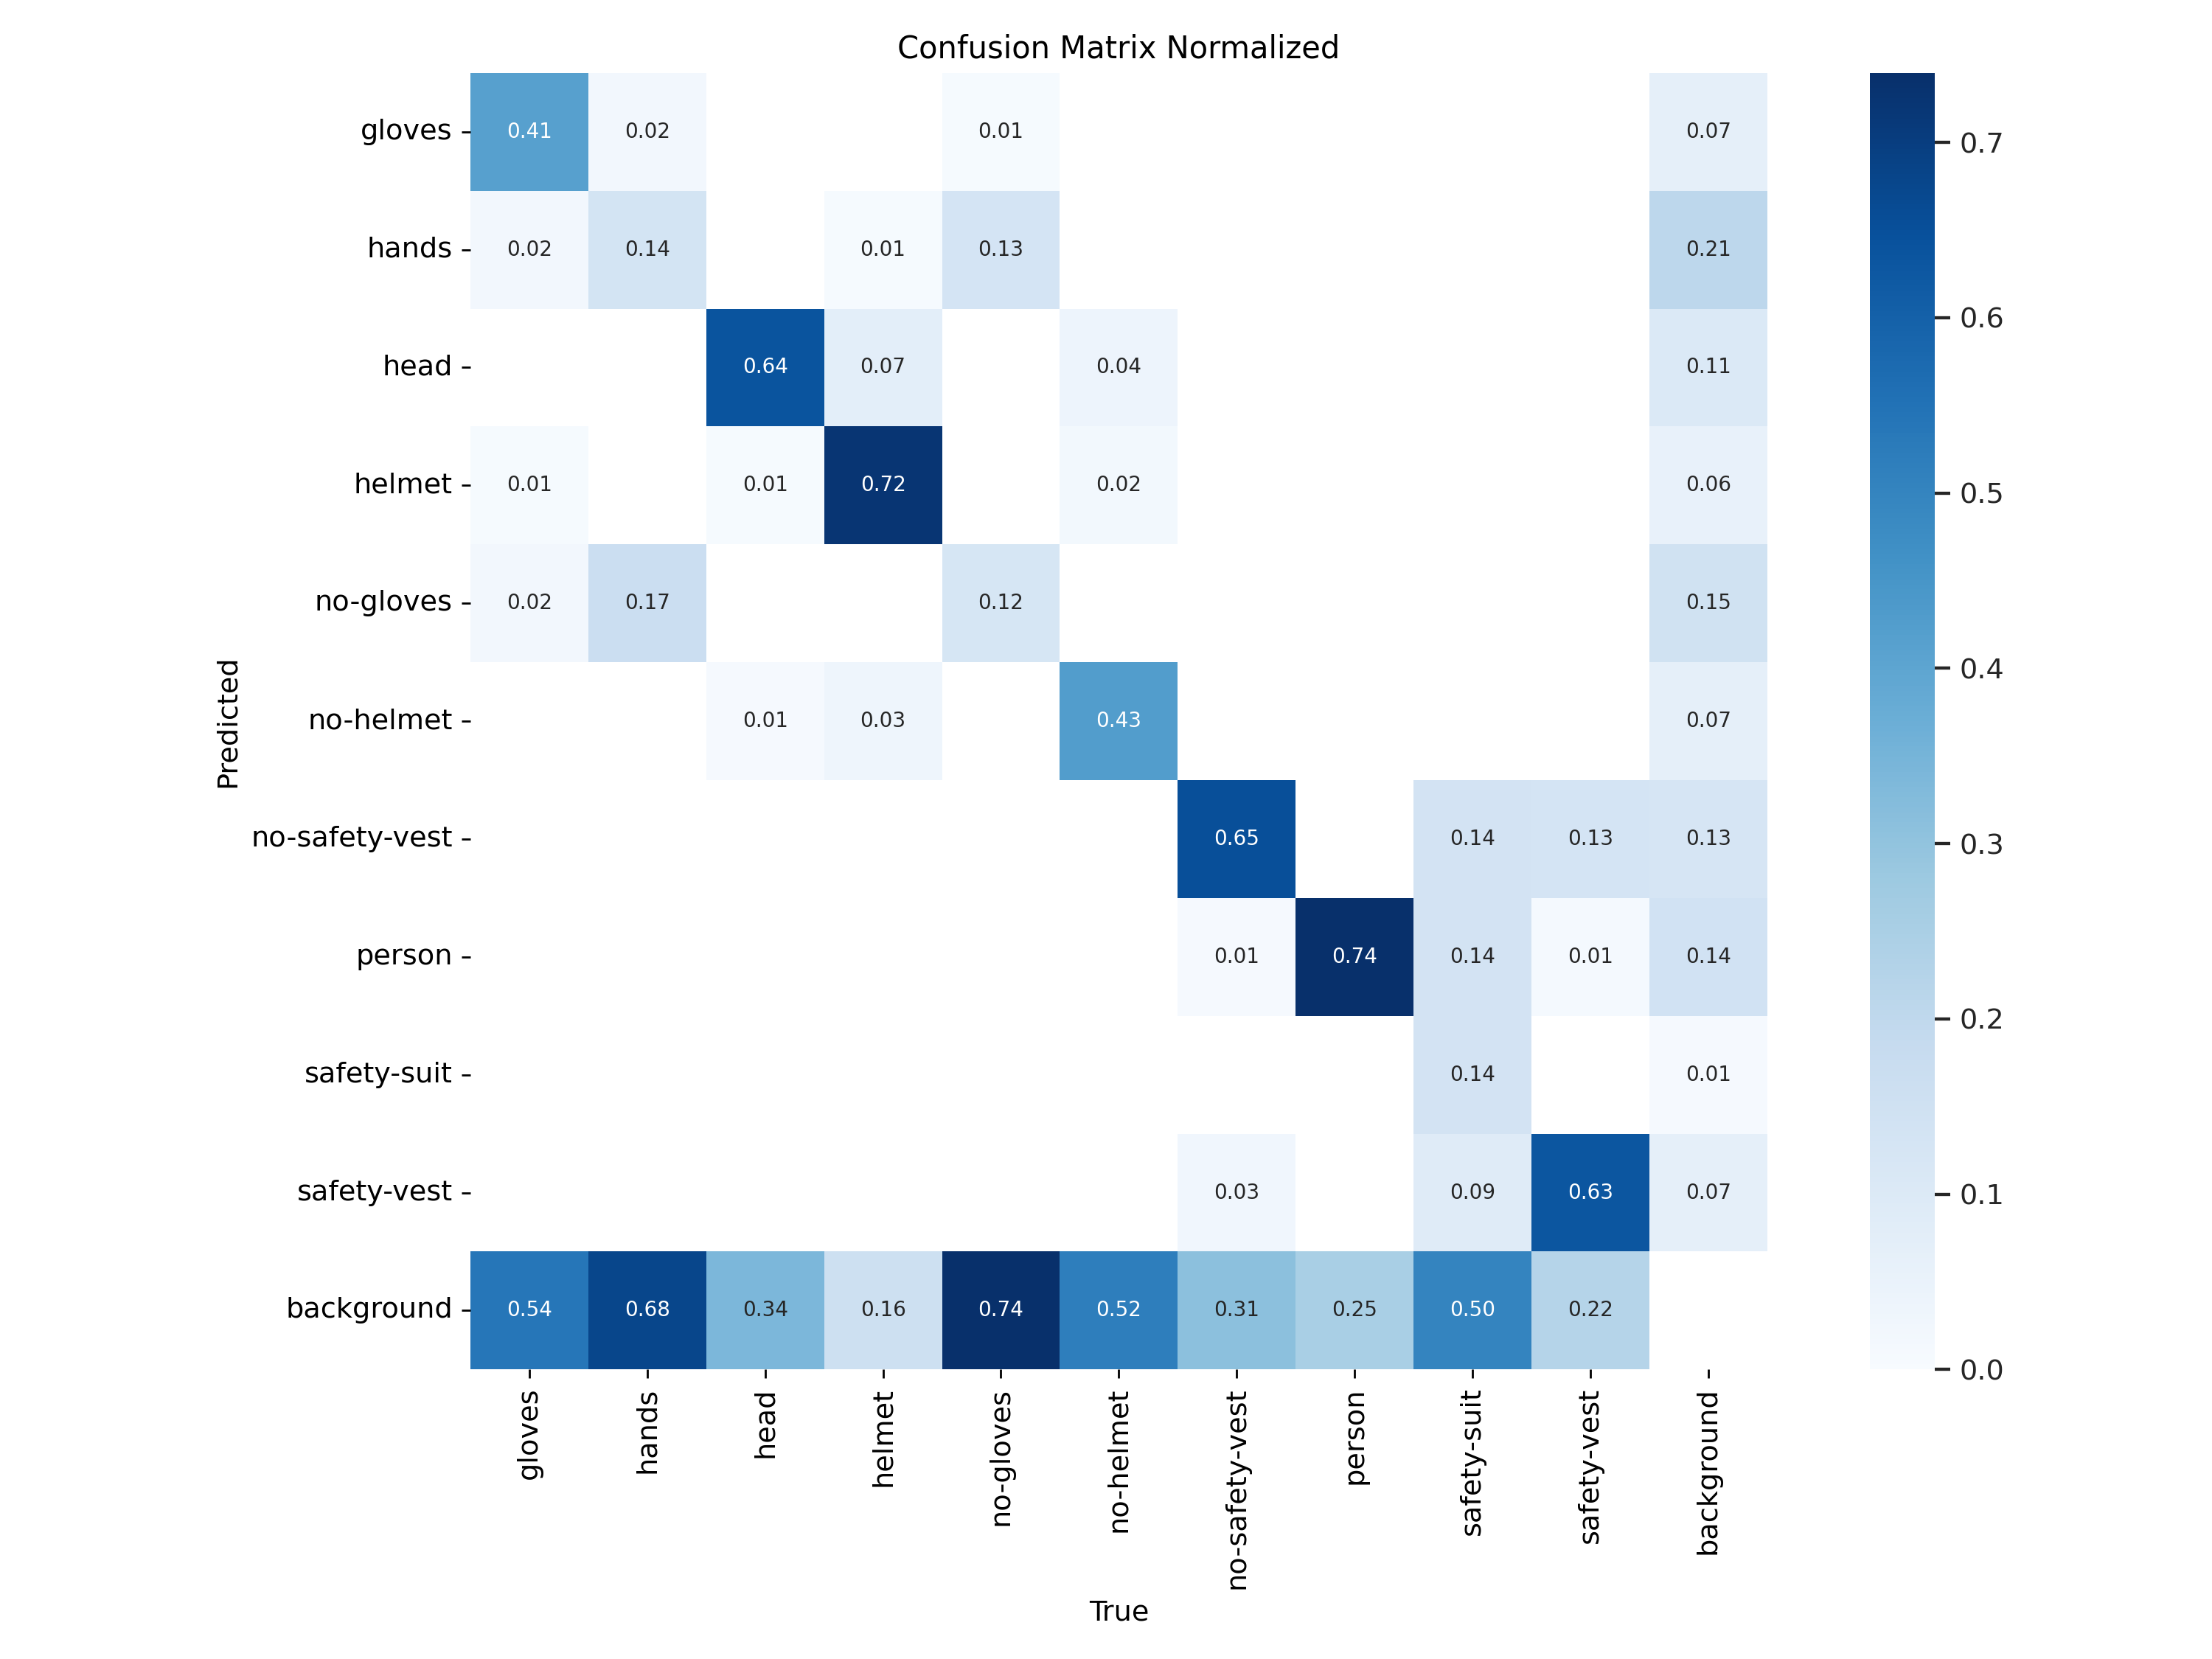 Confusion Matrix Normalized
gloves 0.41 0.02 0.01 0.07
hands 0.02 0.14 0.01 0.13 0.21
head 0.64 0.07 0.04 0.11
helmet 0.01 0.01 0.72 0.02 0.06
no-gloves 0.02 0.17 0.12 0.15
no-helmet 0.01 0.03 0.43 0.07
no-safety-vest 0.65 0.14 0.13 0.13
person 0.01 0.74 0.14 0.01 0.14
safety-suit 0.14 0.01
safety-vest 0.03 0.09 0.63 0.07
background 0.54 0.68 0.34 0.16 0.74 0.52 0.31 0.25 0.50 0.22
Predicted
gloves
hands
head
helmet
no-gloves
no-helmet
no-safety-vest
person
safety-suit
safety-vest
background
True
0.7
0.6
0.5
0.4
0.3
0.2
0.1
0.0